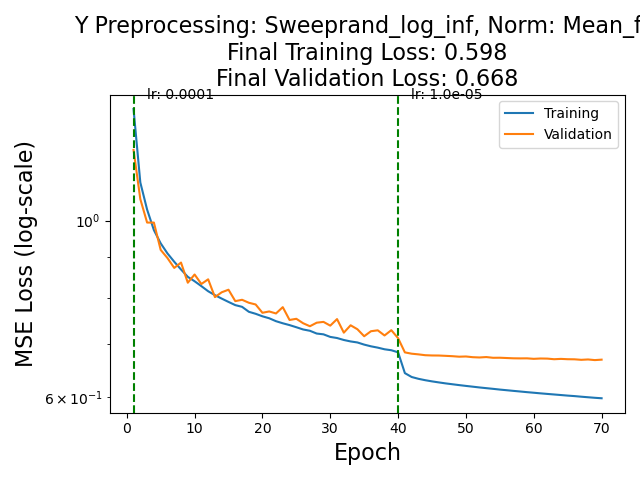 Y Preprocessing: Sweeprand_log_inf, Norm: Mean_f
Final Training Loss: 0.598
Final Validation Loss: 0.668
lr: 0.0001
lr: 1.0e-05
Training
Validation
MSE Loss (log-scale)
10⁰
6 × 10⁻¹
0 10 20 30 40 50 60 70
Epoch